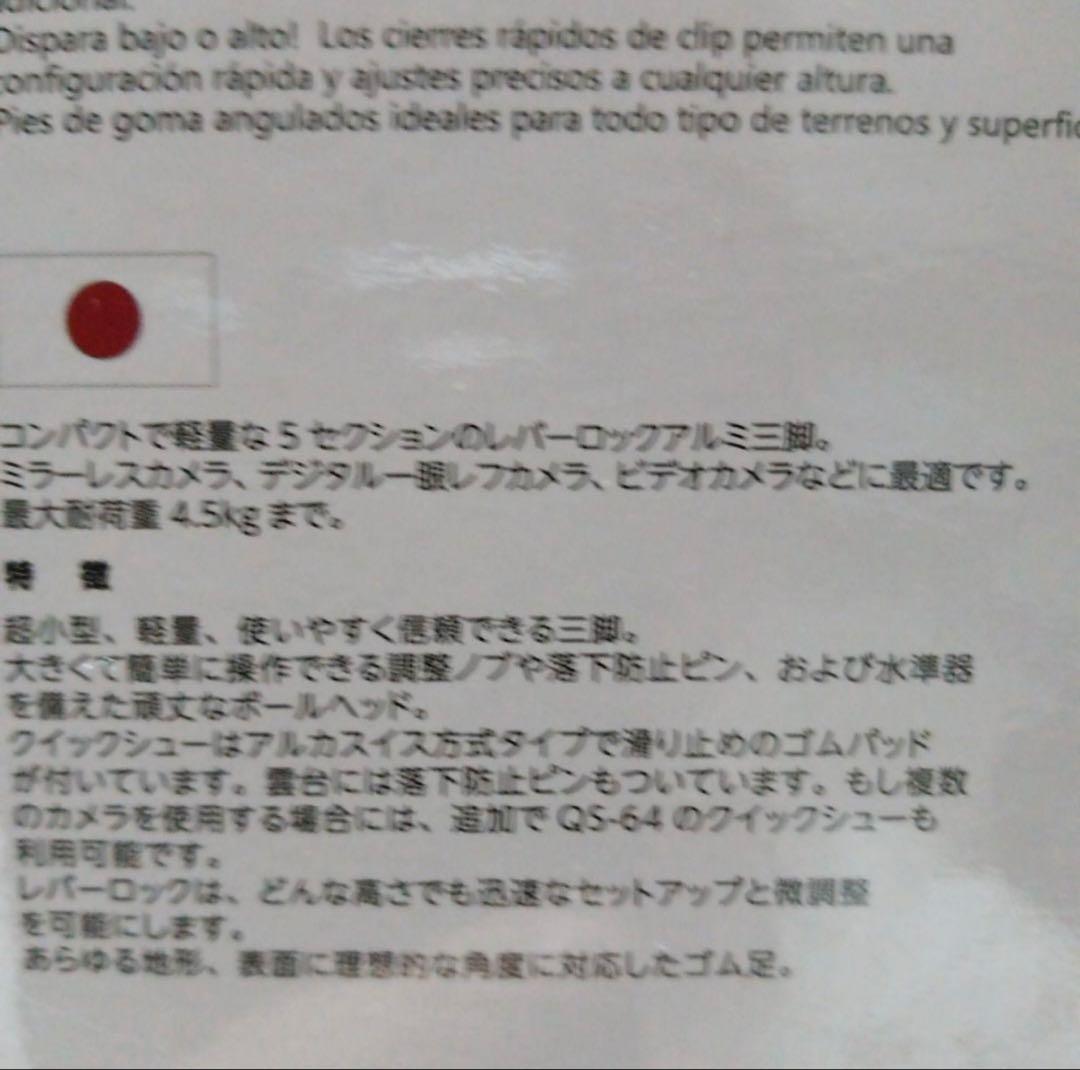 adicional.
Dispara bajo o alto! Los cierres rápidos de clip permiten una
configuración rápida y ajustes precisos a cualquier altura.
Pies de goma angulados ideales para todo tipo de terrenos y superfic
コンパクトで軽量な 5 セクションのレバーロックアルミ三脚。
ミラーレスカメラ、デジタル一眼レフカメラ、ビデオカメラなどに最適です。
最大耐荷重 4.5kg まで。
特 徴
超小型、軽量、使いやすく信頼できる三脚。
大きくて簡単に操作できる調整ノブや落下防止ピン、および水準器
を備えた頑丈なボールヘッド。
クイックシューはアルカスイス方式タイプで滑り止めのゴムパッド
が付いています。雲台には落下防止ピンもついています。もし複数
のカメラを使用する場合には、追加で QS-64 のクイックシューも
利用可能です。
レバーロックは、どんな高さでも迅速なセットアップと微調整
を可能にします。
あらゆる地形、表面に理想的な角度に対応したゴム足。